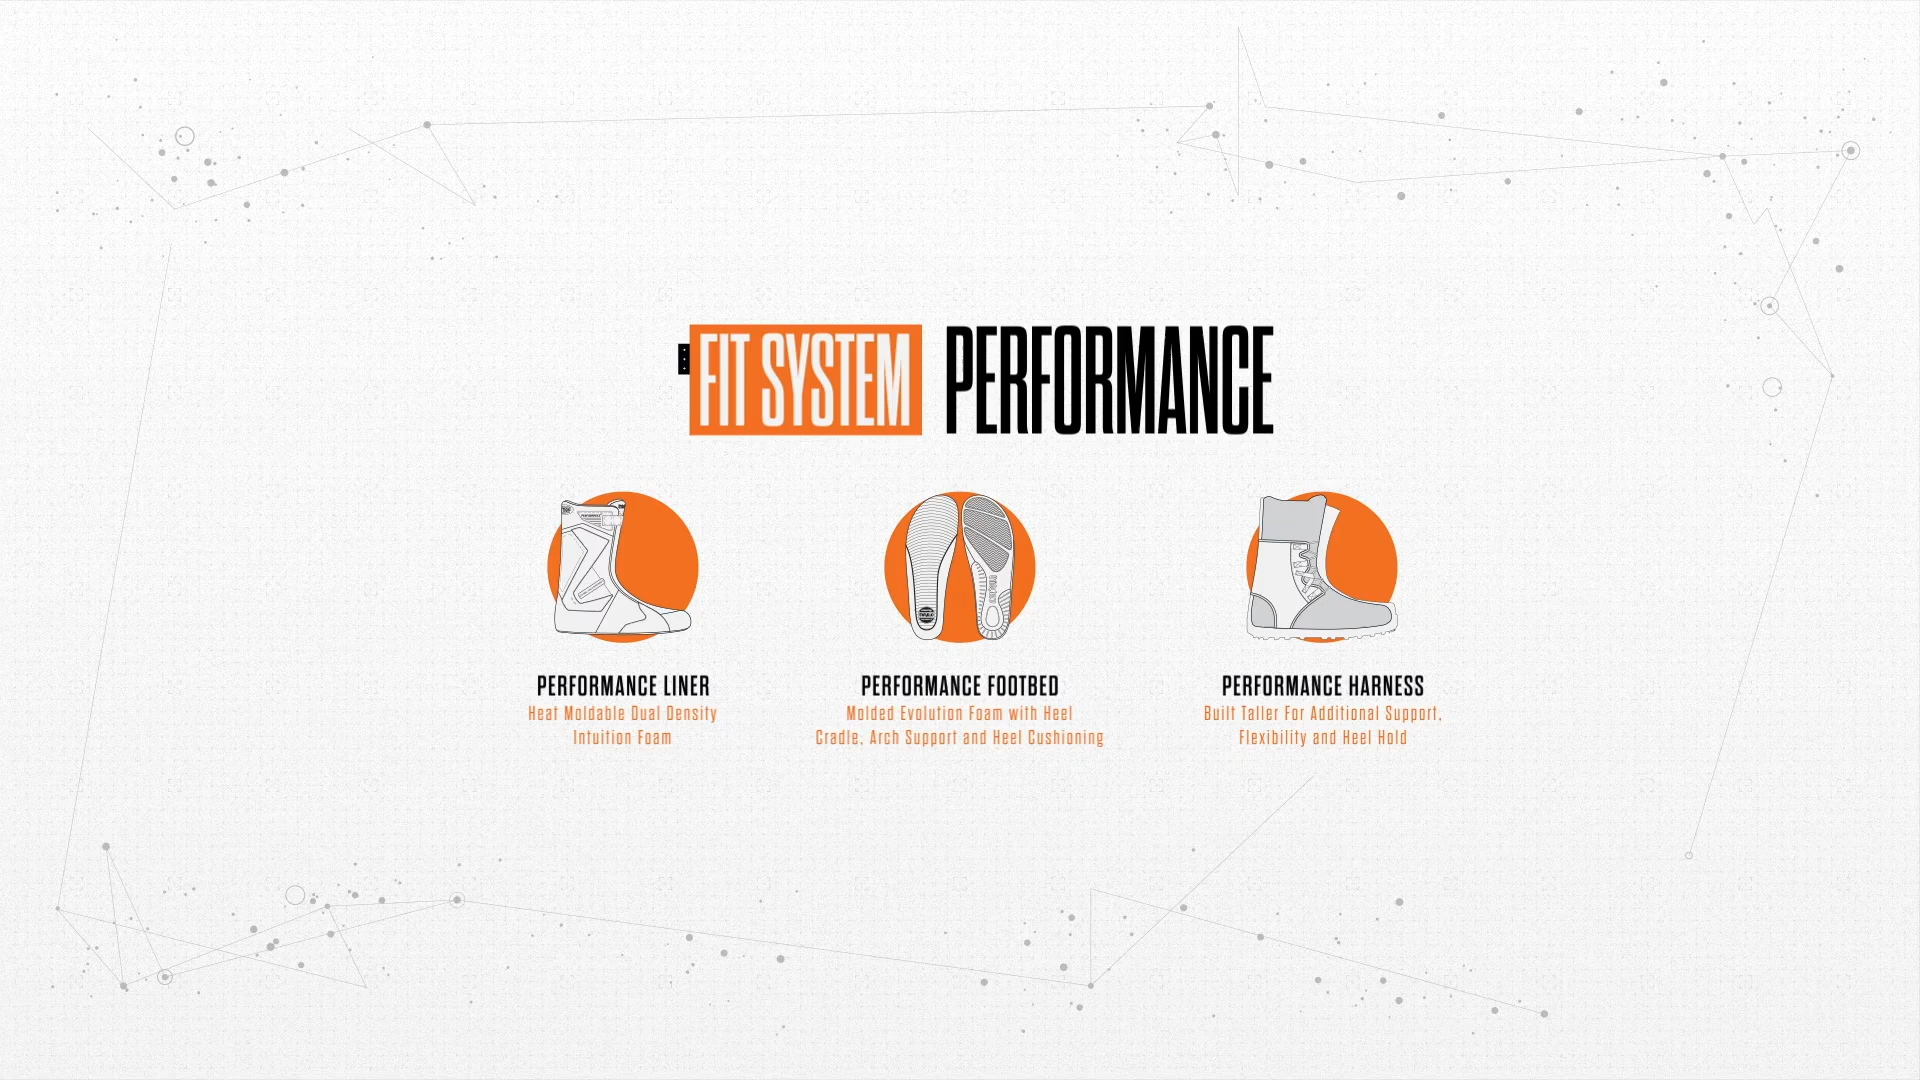 FIT SYSTEM PERFORMANCE
PERFORMANCE LINER
Heat Moldable Dual Density
Intuition Foam
PERFORMANCE FOOTBED
Molded Evolution Foam with Heel
Cradle, Arch Support and Heel Cushioning
PERFORMANCE HARNESS
Built Taller For Additional Support,
Flexibility and Heel Hold